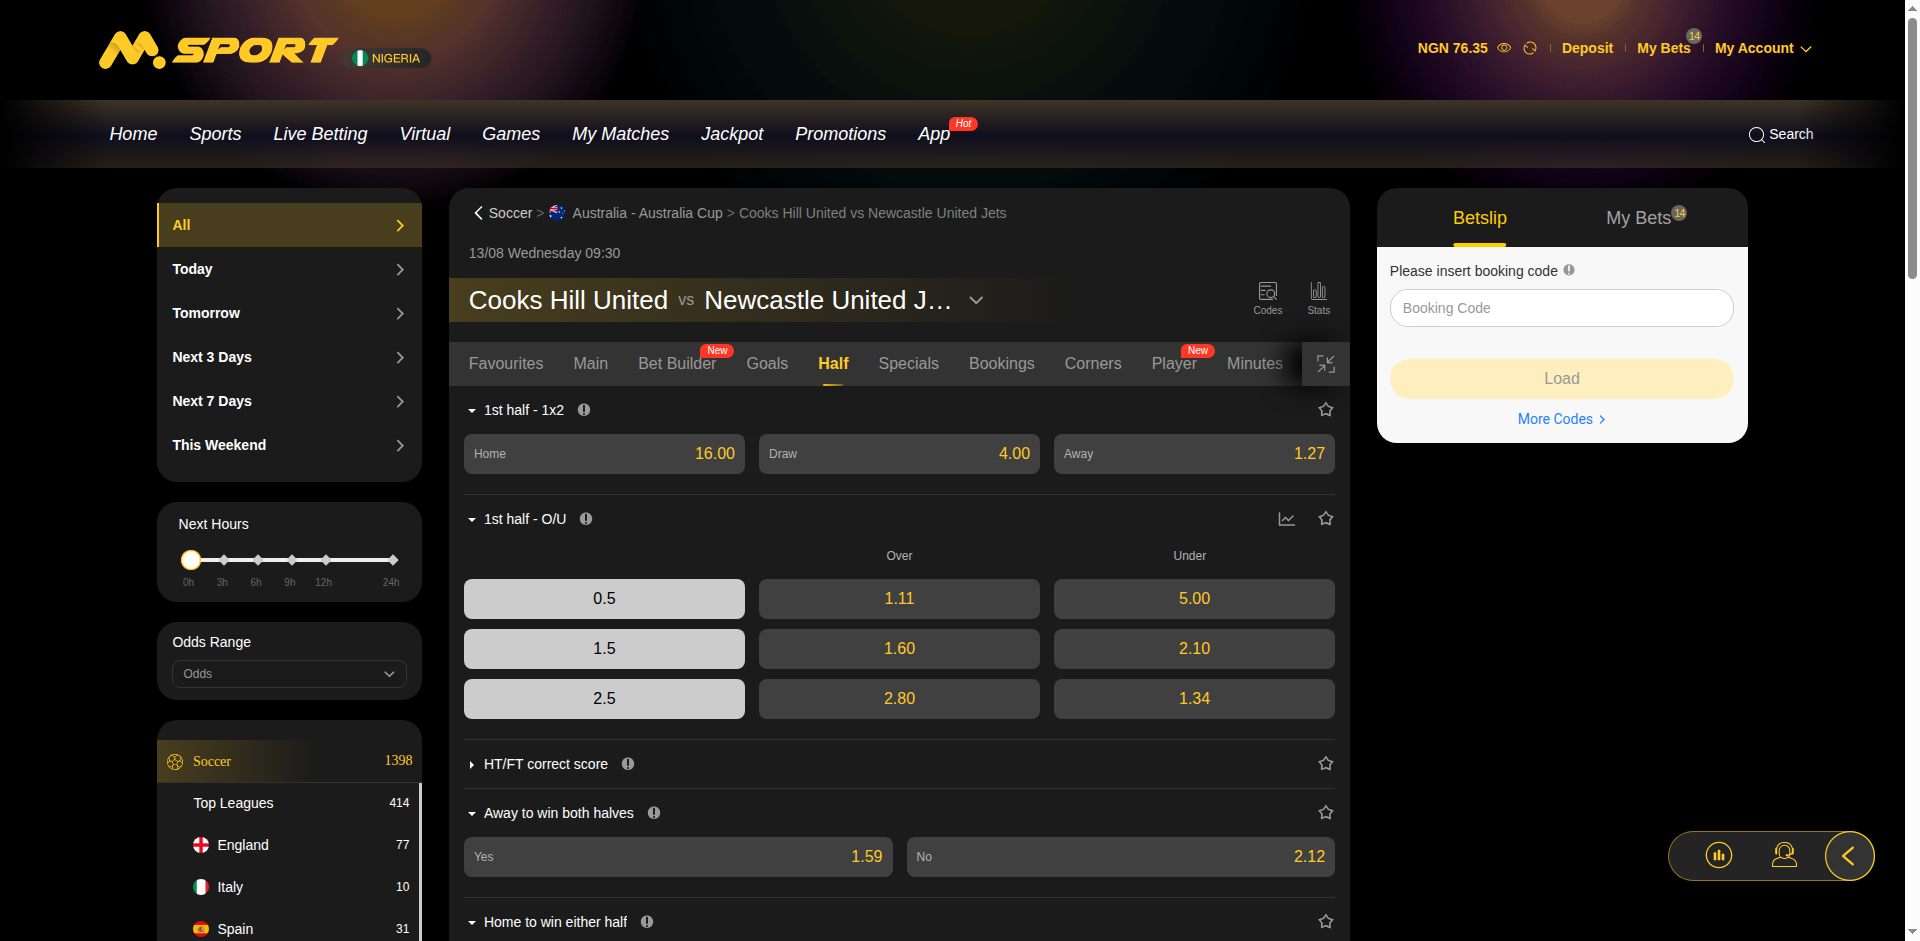 M.SPORT
NIGERIA
NGN 76.35
Deposit
My Bets
14
My Account
Home
Sports
Live Betting
Virtual
Games
My Matches
Jackpot
Promotions
App
Hot
Search
All
Today
Tomorrow
Next 3 Days
Next 7 Days
This Weekend
Next Hours
0h 3h 6h 9h 12h 24h
Odds Range
Odds
Soccer 1398
Top Leagues 414
England 77
Italy 10
Spain 31
Soccer > Australia - Australia Cup > Cooks Hill United vs Newcastle United Jets
13/08 Wednesday 09:30
Cooks Hill United vs Newcastle United J...
Codes
Stats
Favourites
Main
Bet Builder
New
Goals
Half
Specials
Bookings
Corners
Player
New
Minutes
1st half - 1x2
Home 16.00
Draw 4.00
Away 1.27
1st half - O/U
Over Under
0.5 1.11 5.00
1.5 1.60 2.10
2.5 2.80 1.34
HT/FT correct score
Away to win both halves
Yes 1.59
No 2.12
Home to win either half
Betslip
My Bets
14
Please insert booking code
Booking Code
Load
More Codes >